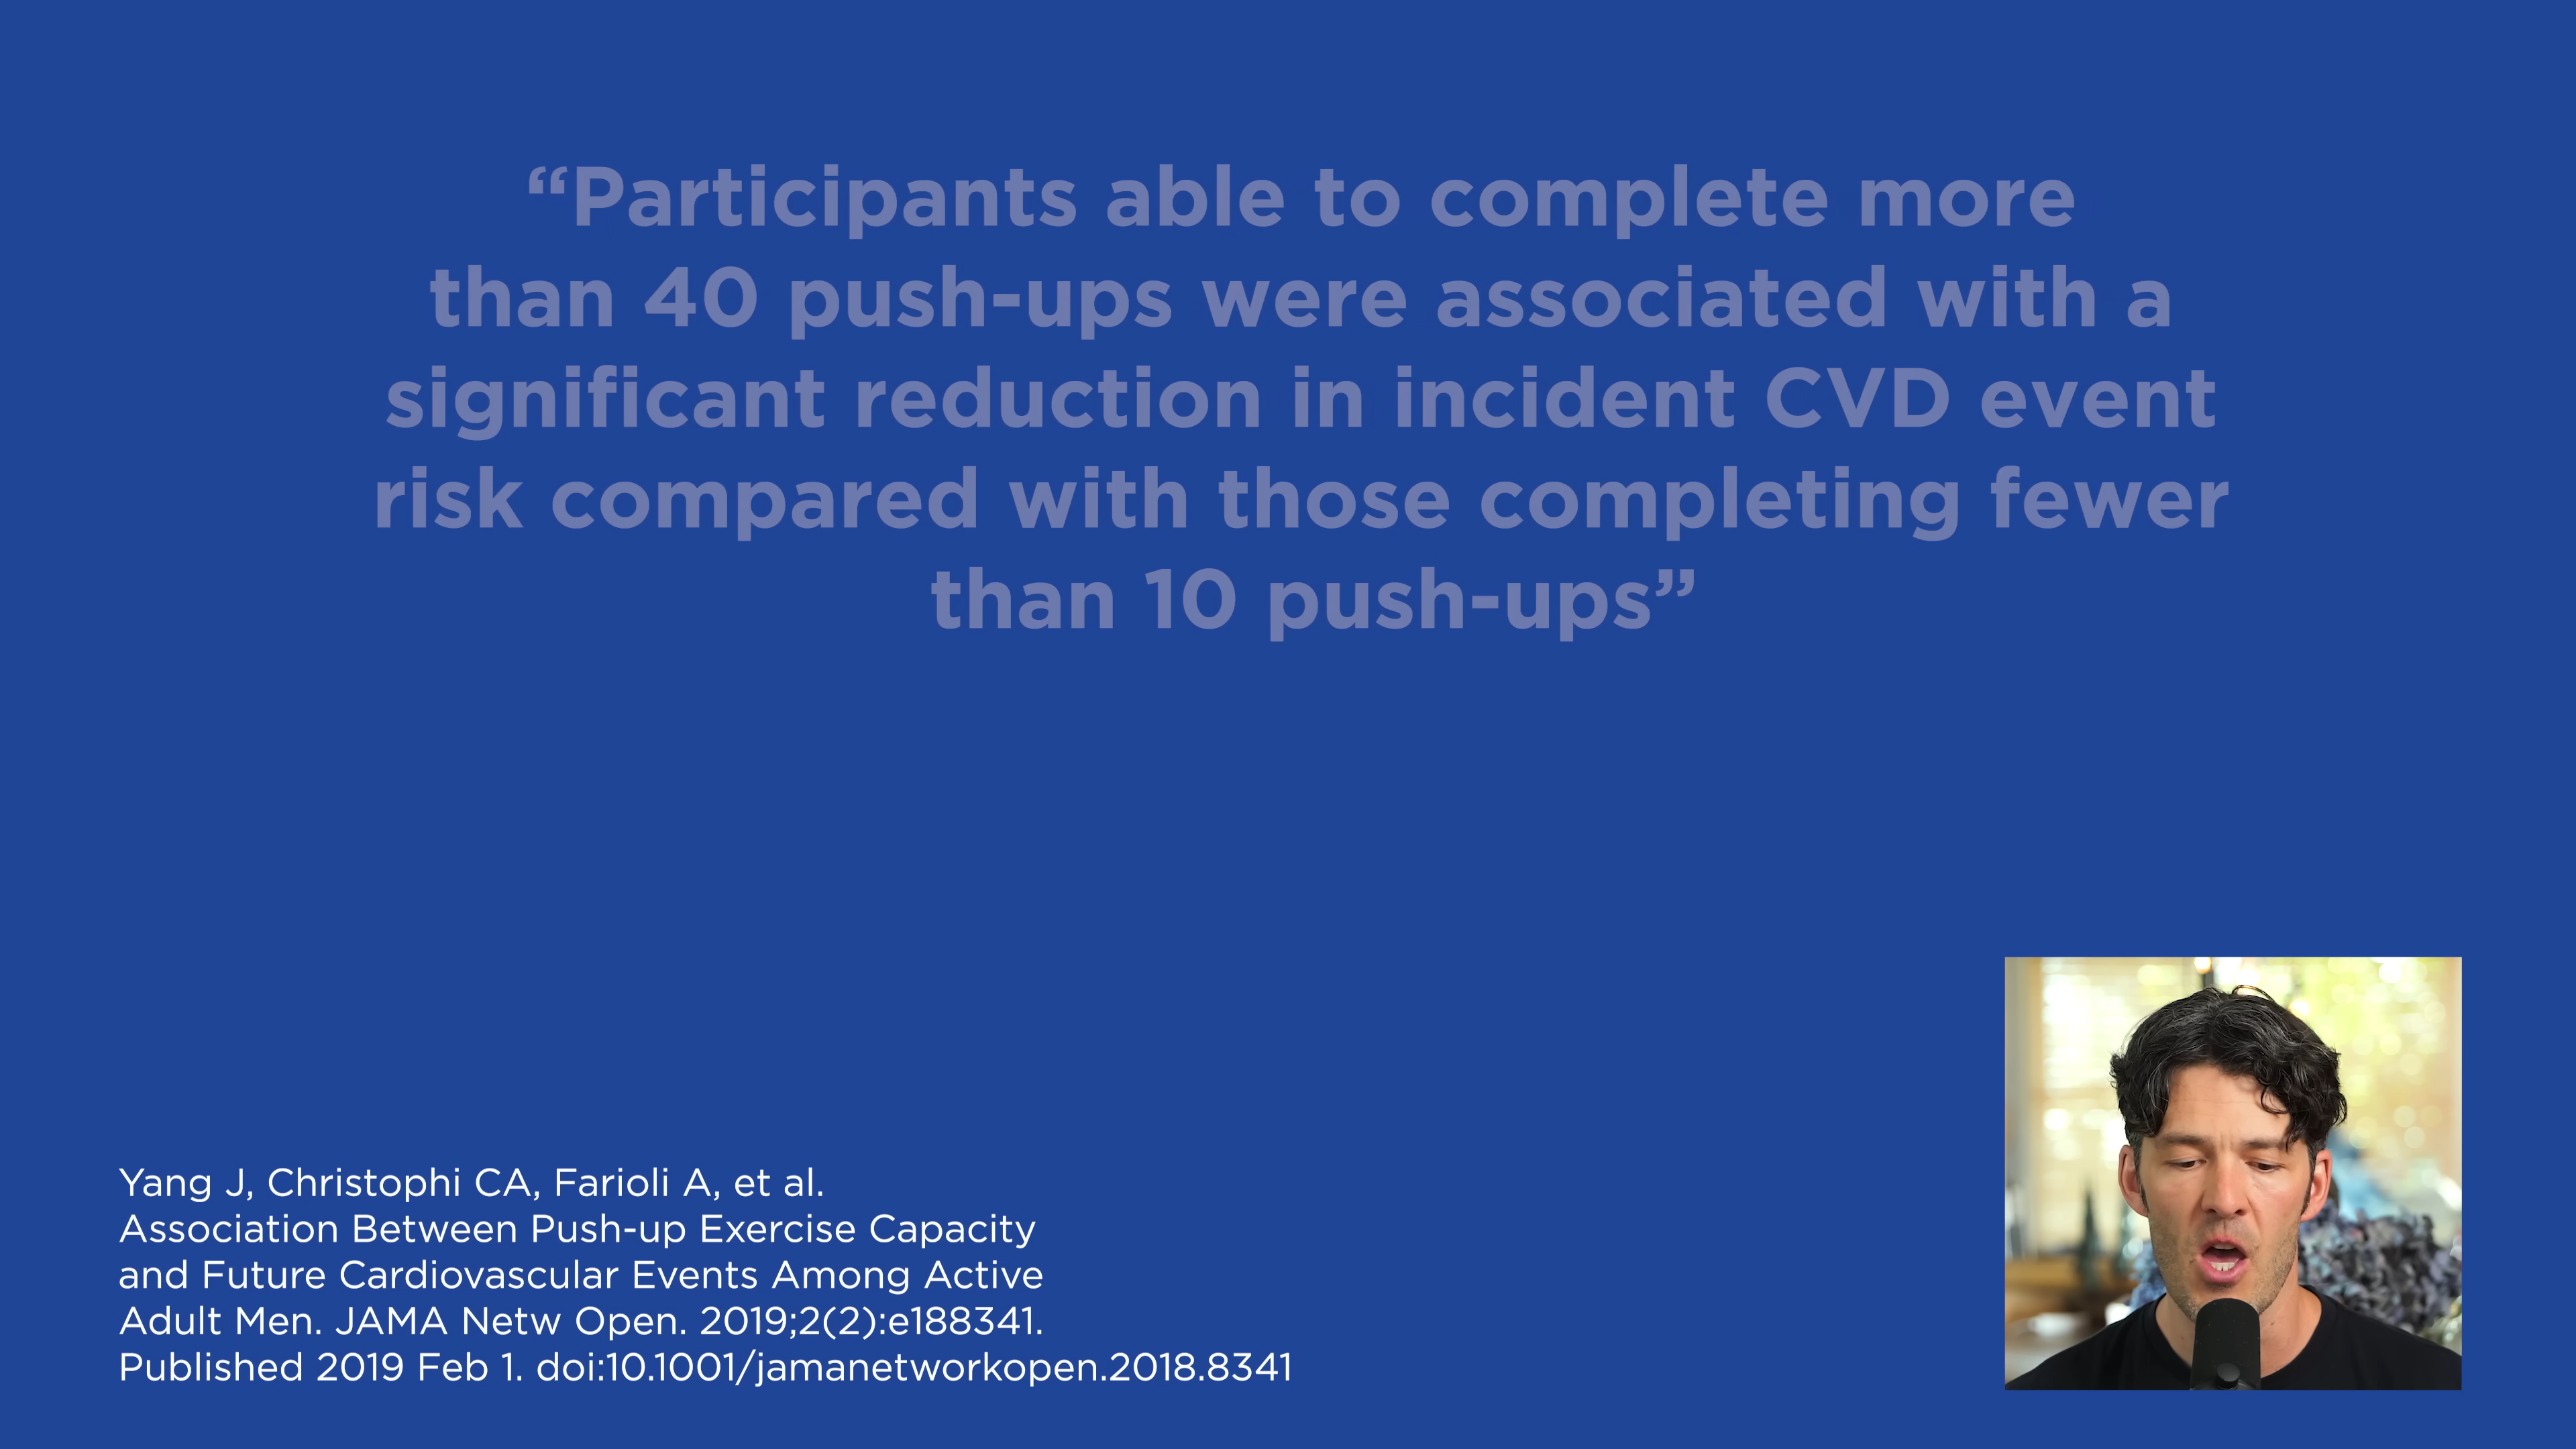 “Participants able to complete more
than 40 push-ups were associated with a
significant reduction in incident CVD event
risk compared with those completing fewer
than 10 push-ups”
Yang J, Christophi CA, Farioli A, et al.
Association Between Push-up Exercise Capacity
and Future Cardiovascular Events Among Active
Adult Men. JAMA Netw Open. 2019;2(2):e188341.
Published 2019 Feb 1. doi:10.1001/jamanetworkopen.2018.8341